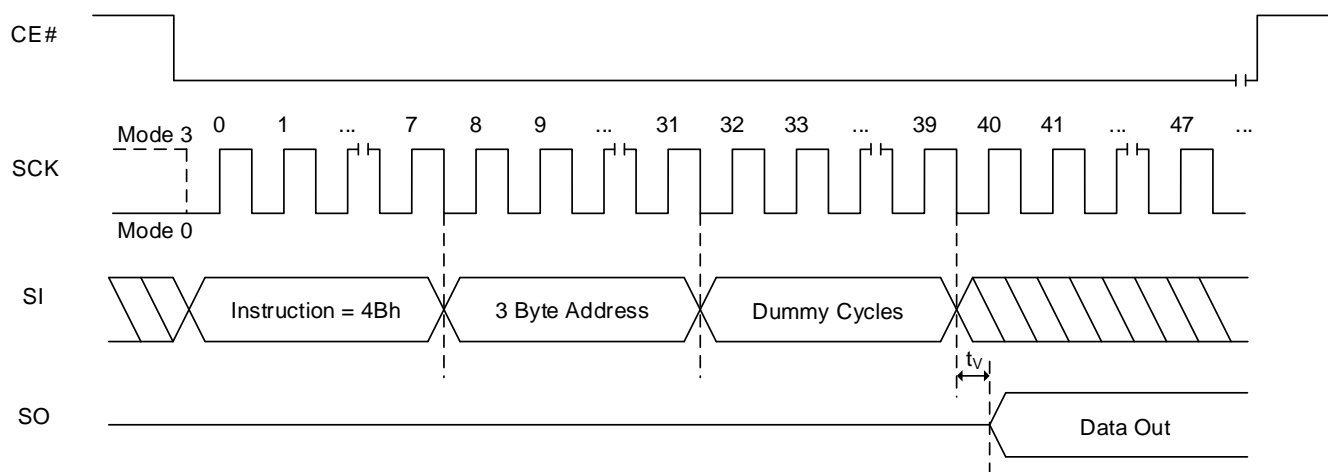 CE#
Mode 3
0 1 ... 7 8 9 ... 31 32 33 ... 39 40 41 ... 47 ...
SCK
Mode 0
SI
Instruction = 4Bh
3 Byte Address
Dummy Cycles
tV
SO
Data Out